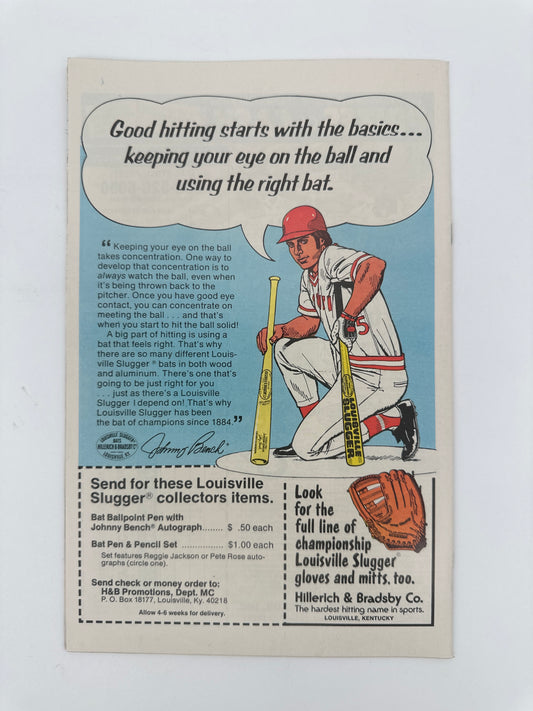 Good hitting starts with the basics...
keeping your eye on the ball and
using the right bat.
“ Keeping your eye on the ball
takes concentration. One way to
develop that concentration is to
always watch the ball, even when
it's being thrown back to the
pitcher. Once you have good eye
contact, you can concentrate on
meeting the ball . . . and that's
when you start to hit the ball solid!
A big part of hitting is using a
bat that feels right. That's why
there are so many different Louis-
ville Slugger® bats in both wood
and aluminum. There's one that's
going to be just right for you
. . . just as there's a Louisville
Slugger I depend on! That's why
Louisville Slugger has been
the bat of champions since 1884.”
LOUISVILLE SLUGGER
BATS
HILLERICH & BRADSBY Co
LOUISVILLE, KY.
Johnny Bench
5
LOUISVILLE
SLUGGER
Send for these Louisville
Slugger® collectors items.
Bat Ballpoint Pen with
Johnny Bench® Autograph....... $ .50 each
Bat Pen & Pencil Set ............... $1.00 each
Set features Reggie Jackson or Pete Rose auto-
graphs (circle one).
Send check or money order to:
H&B Promotions, Dept. MC
P. O. Box 18177, Louisville, Ky. 40218
Allow 4-6 weeks for delivery.
Look
for the
full line of
championship
Louisville Slugger®
gloves and mitts, too.
Hillerich & Bradsby Co.
The hardest hitting name in sports.
LOUISVILLE, KENTUCKY